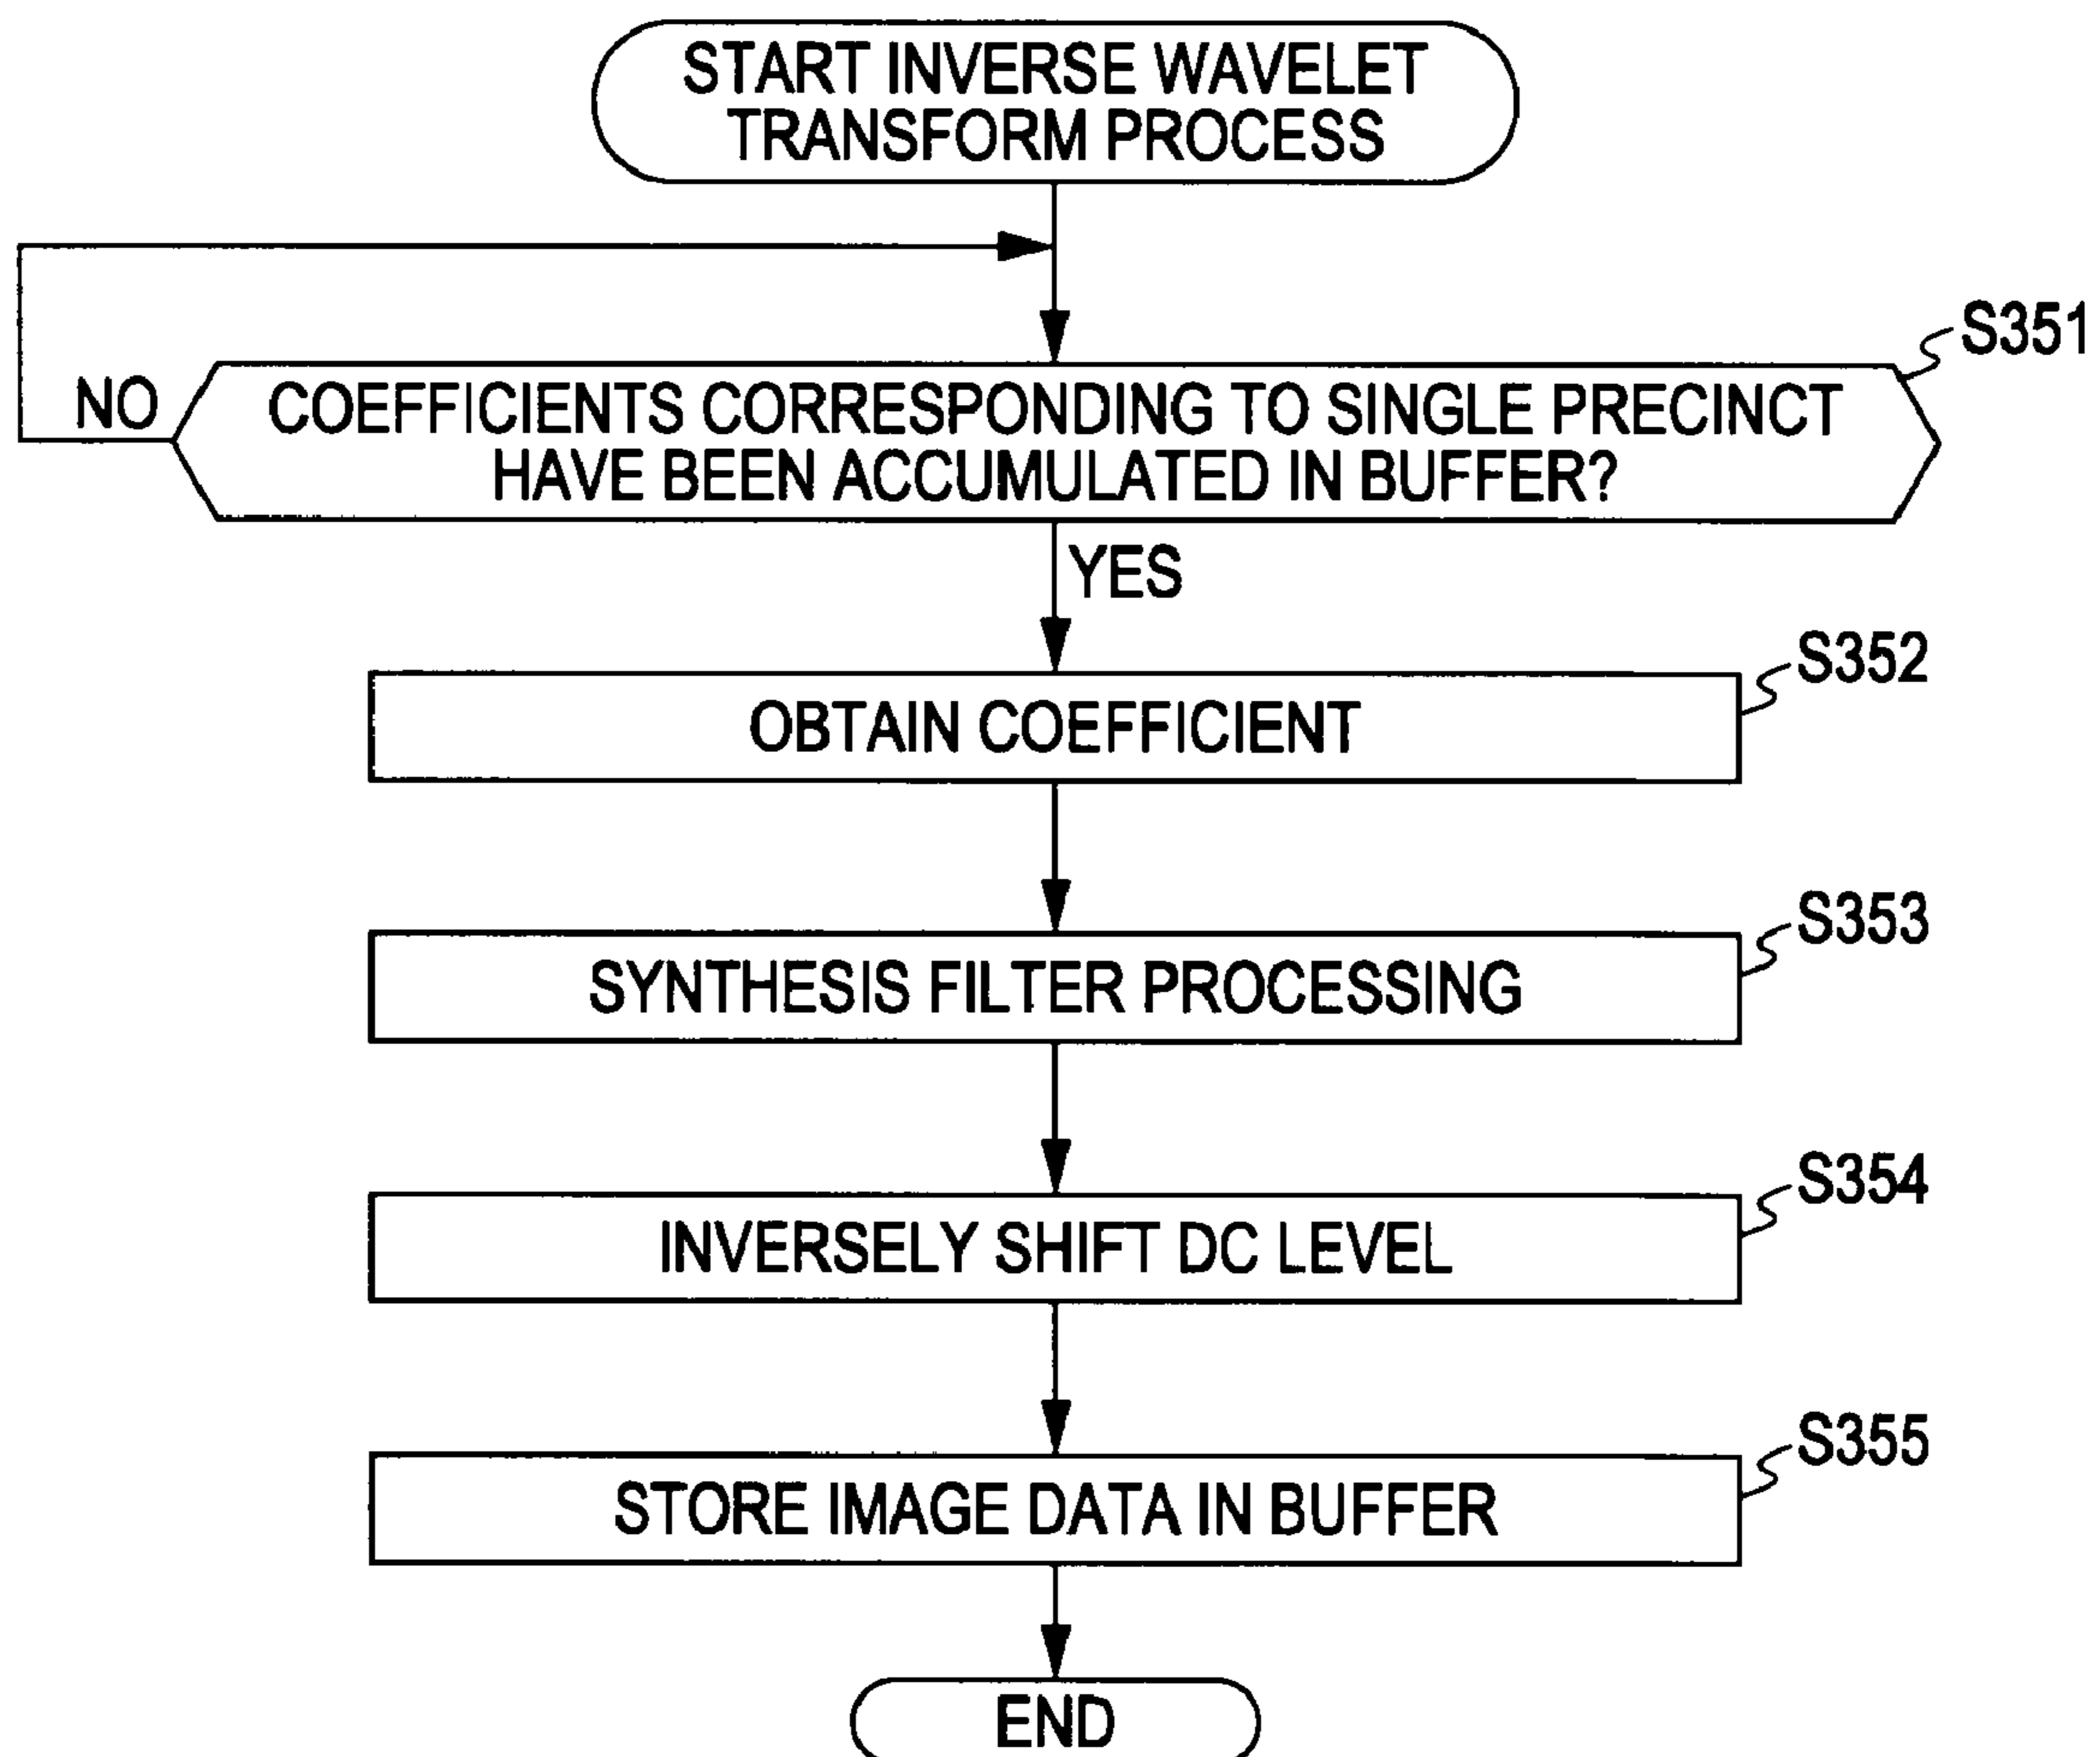 START INVERSE WAVELET
TRANSFORM PROCESS
S351
NO
COEFFICIENTS CORRESPONDING TO SINGLE PRECINCT
HAVE BEEN ACCUMULATED IN BUFFER?
YES
S352
OBTAIN COEFFICIENT
S353
SYNTHESIS FILTER PROCESSING
S354
INVERSELY SHIFT DC LEVEL
S355
STORE IMAGE DATA IN BUFFER
END